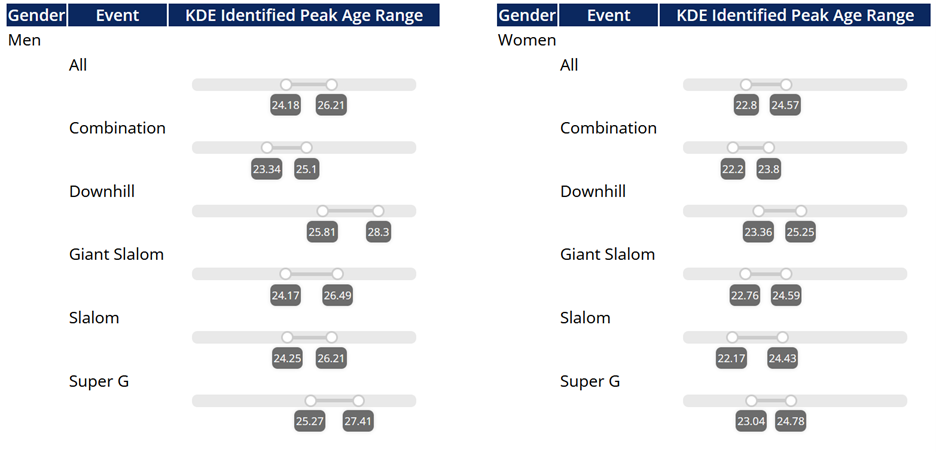 Gender Event KDE Identified Peak Age Range
Men
All
24.18 26.21
Combination
23.34 25.1
Downhill
25.81 28.3
Giant Slalom
24.17 26.49
Slalom
24.25 26.21
Super G
25.27 27.41
Gender Event KDE Identified Peak Age Range
Women
All
22.8 24.57
Combination
22.2 23.8
Downhill
23.36 25.25
Giant Slalom
22.76 24.59
Slalom
22.17 24.43
Super G
23.04 24.78